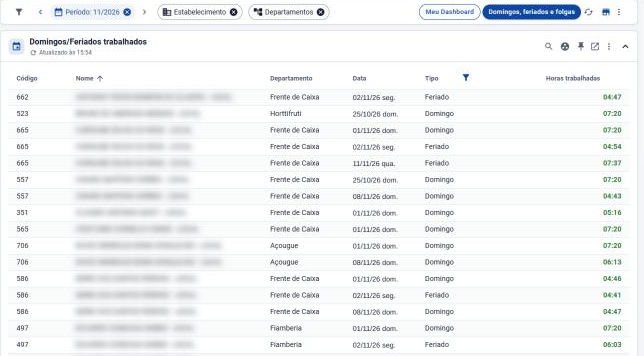 Período: 11/2026 Estabelecimento Departamentos Meu Dashboard Domingos, feriados e folgas
Domingos/Feriados trabalhados
Atualizado às 15:54
Código Nome Departamento Data Tipo Horas trabalhadas
662 Frente de Caixa 02/11/26 seg. Feriado 04:47
523 Hortifruti 25/10/26 dom. Domingo 07:20
665 Frente de Caixa 01/11/26 dom. Domingo 07:20
665 Frente de Caixa 02/11/26 seg. Feriado 04:54
665 Frente de Caixa 11/11/26 qua. Feriado 07:37
557 Frente de Caixa 25/10/26 dom. Domingo 07:20
557 Frente de Caixa 08/11/26 dom. Domingo 04:43
351 Frente de Caixa 01/11/26 dom. Domingo 05:16
565 Frente de Caixa 01/11/26 dom. Domingo 07:20
706 Açougue 01/11/26 dom. Domingo 07:20
706 Açougue 08/11/26 dom. Domingo 06:13
586 Frente de Caixa 01/11/26 dom. Domingo 04:46
586 Frente de Caixa 02/11/26 seg. Feriado 04:41
586 Frente de Caixa 08/11/26 dom. Domingo 04:47
497 Fiamberia 01/11/26 dom. Domingo 07:20
497 Fiamberia 02/11/26 seg. Feriado 06:03